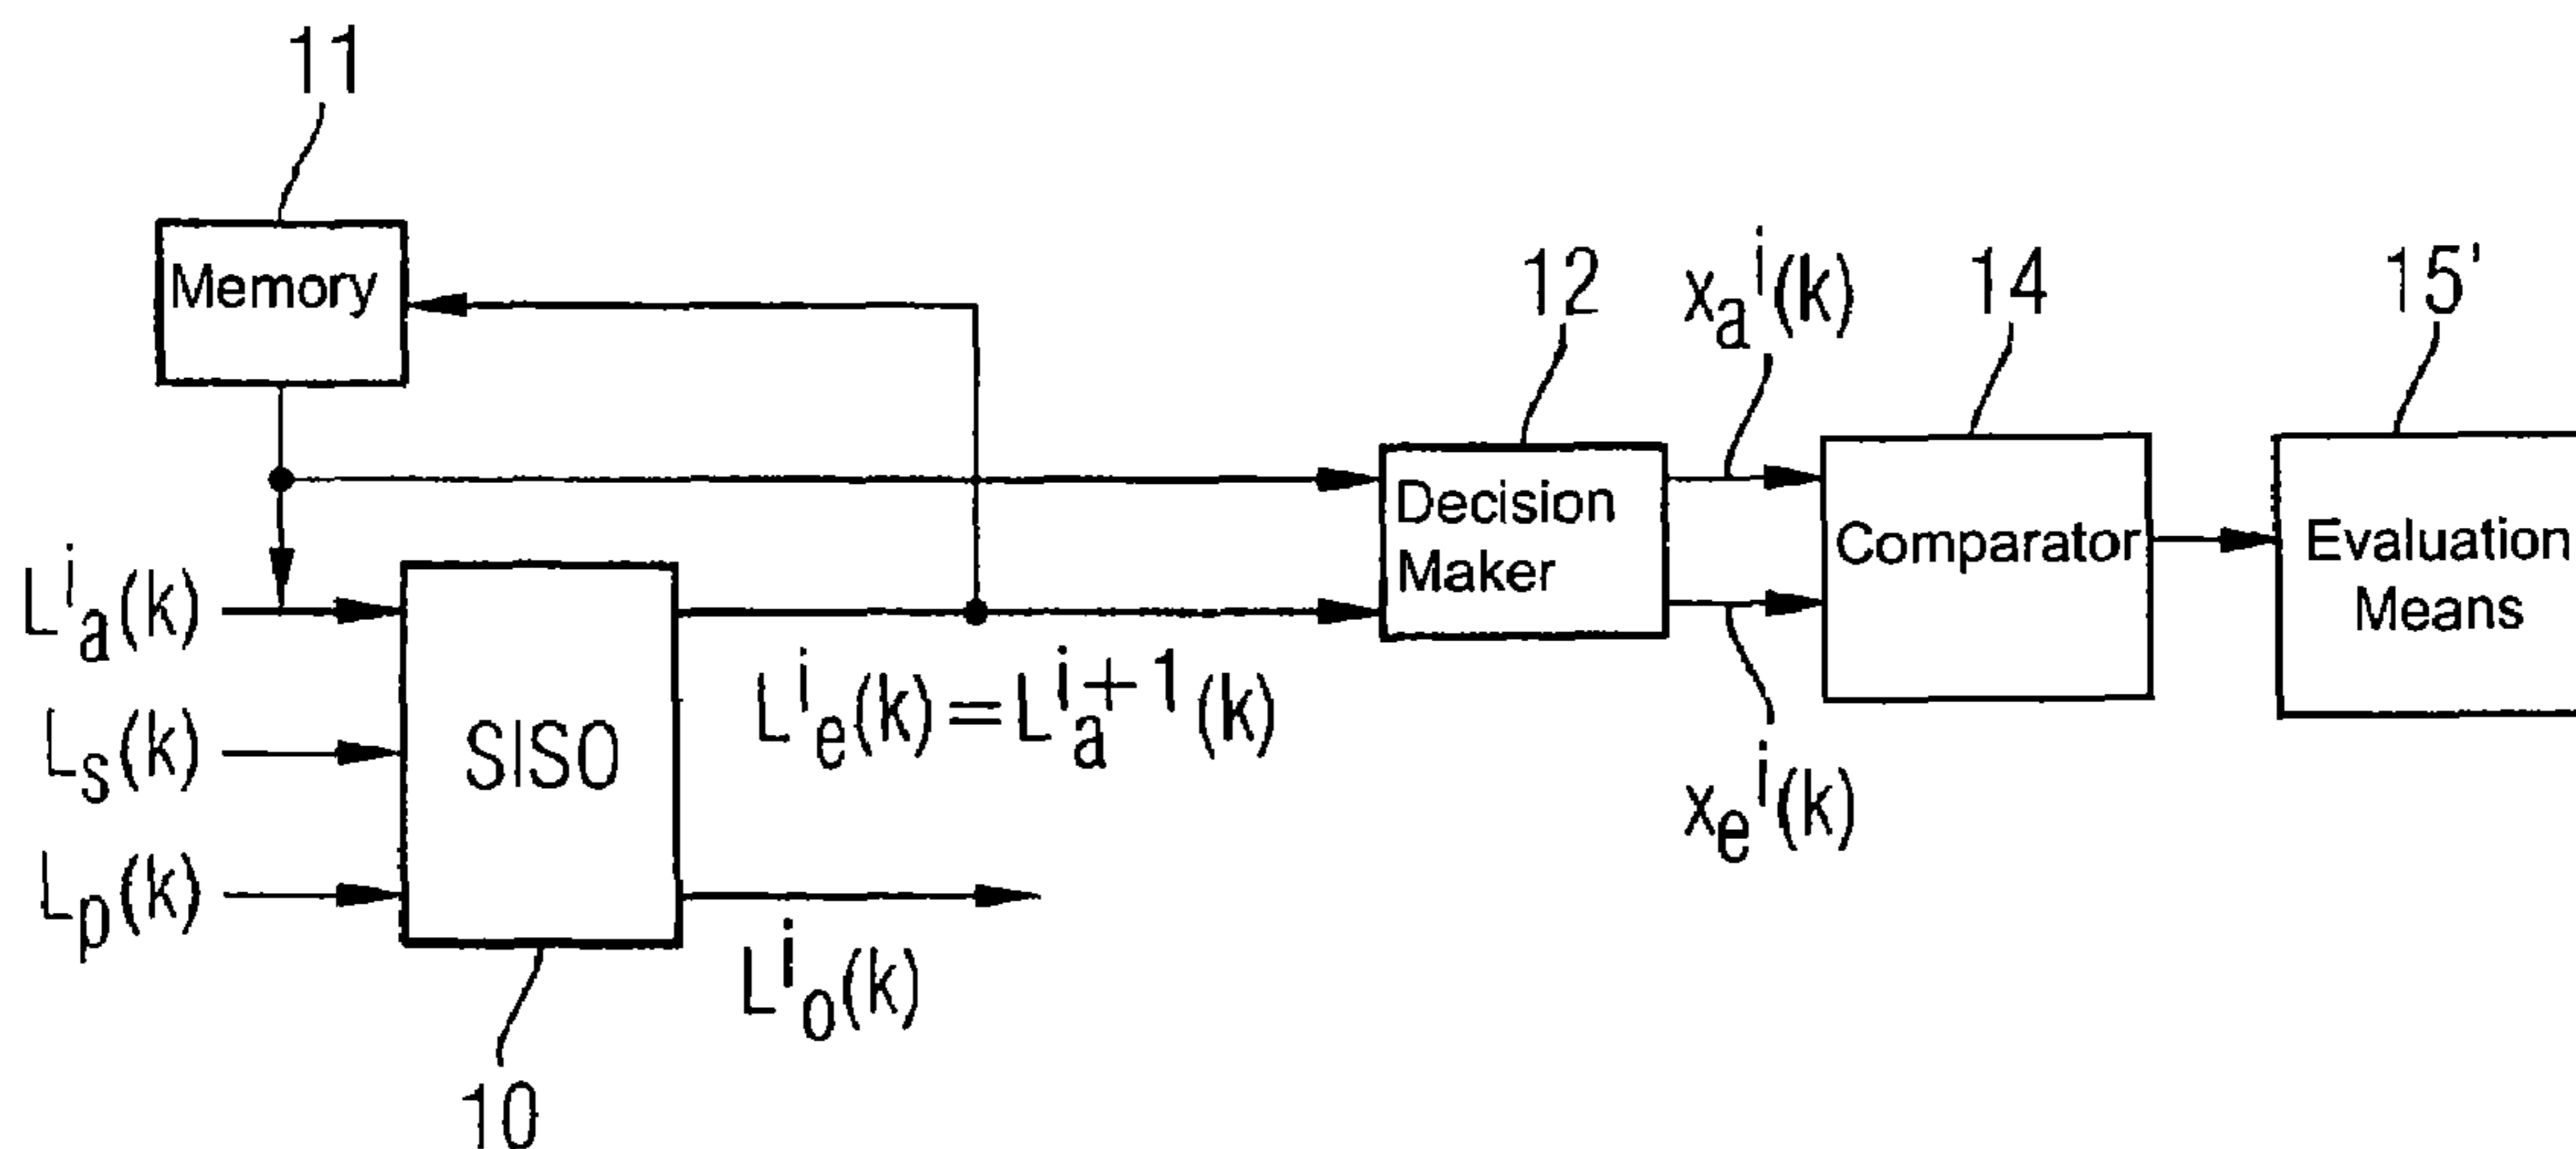 11
Memory
12
x_a^i(k)
14
15'
Decision
Maker
Comparator
Evaluation
Means
L^i_a(k)
L_s(k)
L_p(k)
SISO
L^i_e(k)=L_a^{i+1}(k)
x_e^i(k)
L^i_o(k)
10